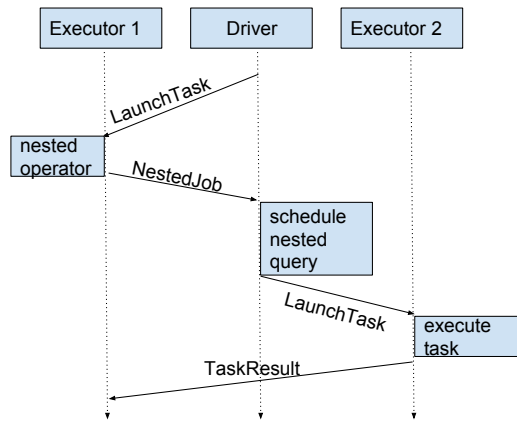 Executor 1
Driver
Executor 2
LaunchTask
nested
operator
NestedJob
schedule
nested
query
LaunchTask
execute
task
TaskResult